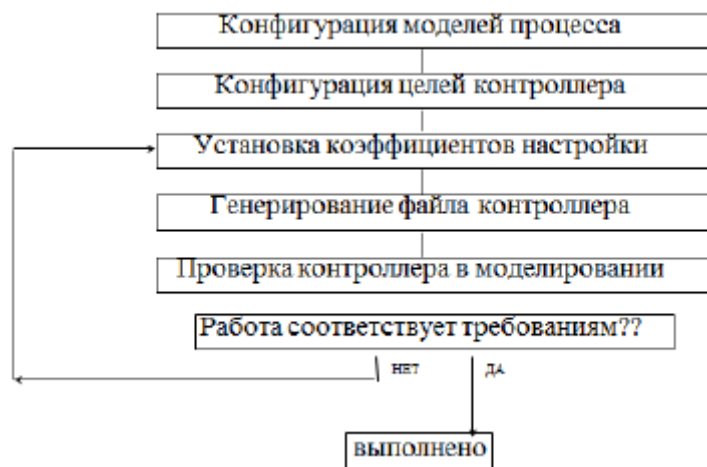 Конфигурация моделей процесса
Конфигурация целей контроллера
Установка коэффициентов настройки
Генерирование файла контроллера
Проверка контроллера в моделировании
Работа соответствует требованиям??
НЕТ ДА
выполнено